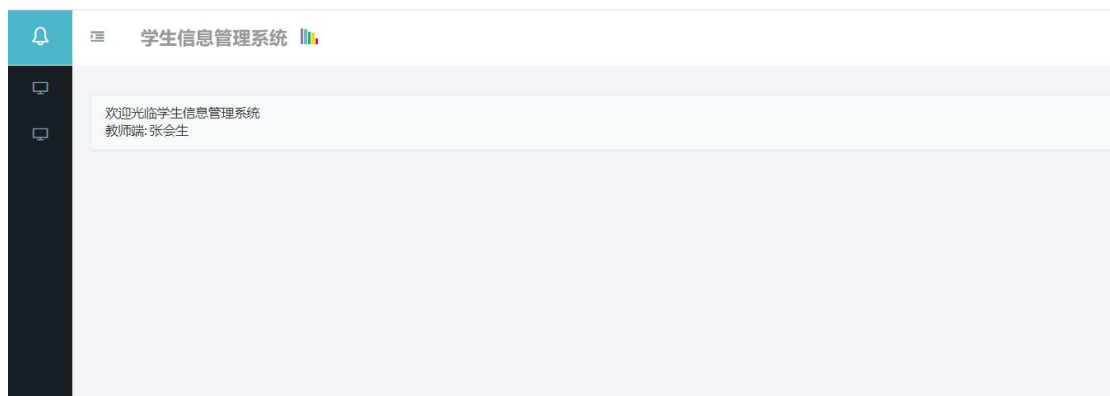 学生信息管理系统
欢迎光临学生信息管理系统
教师端: 张会生